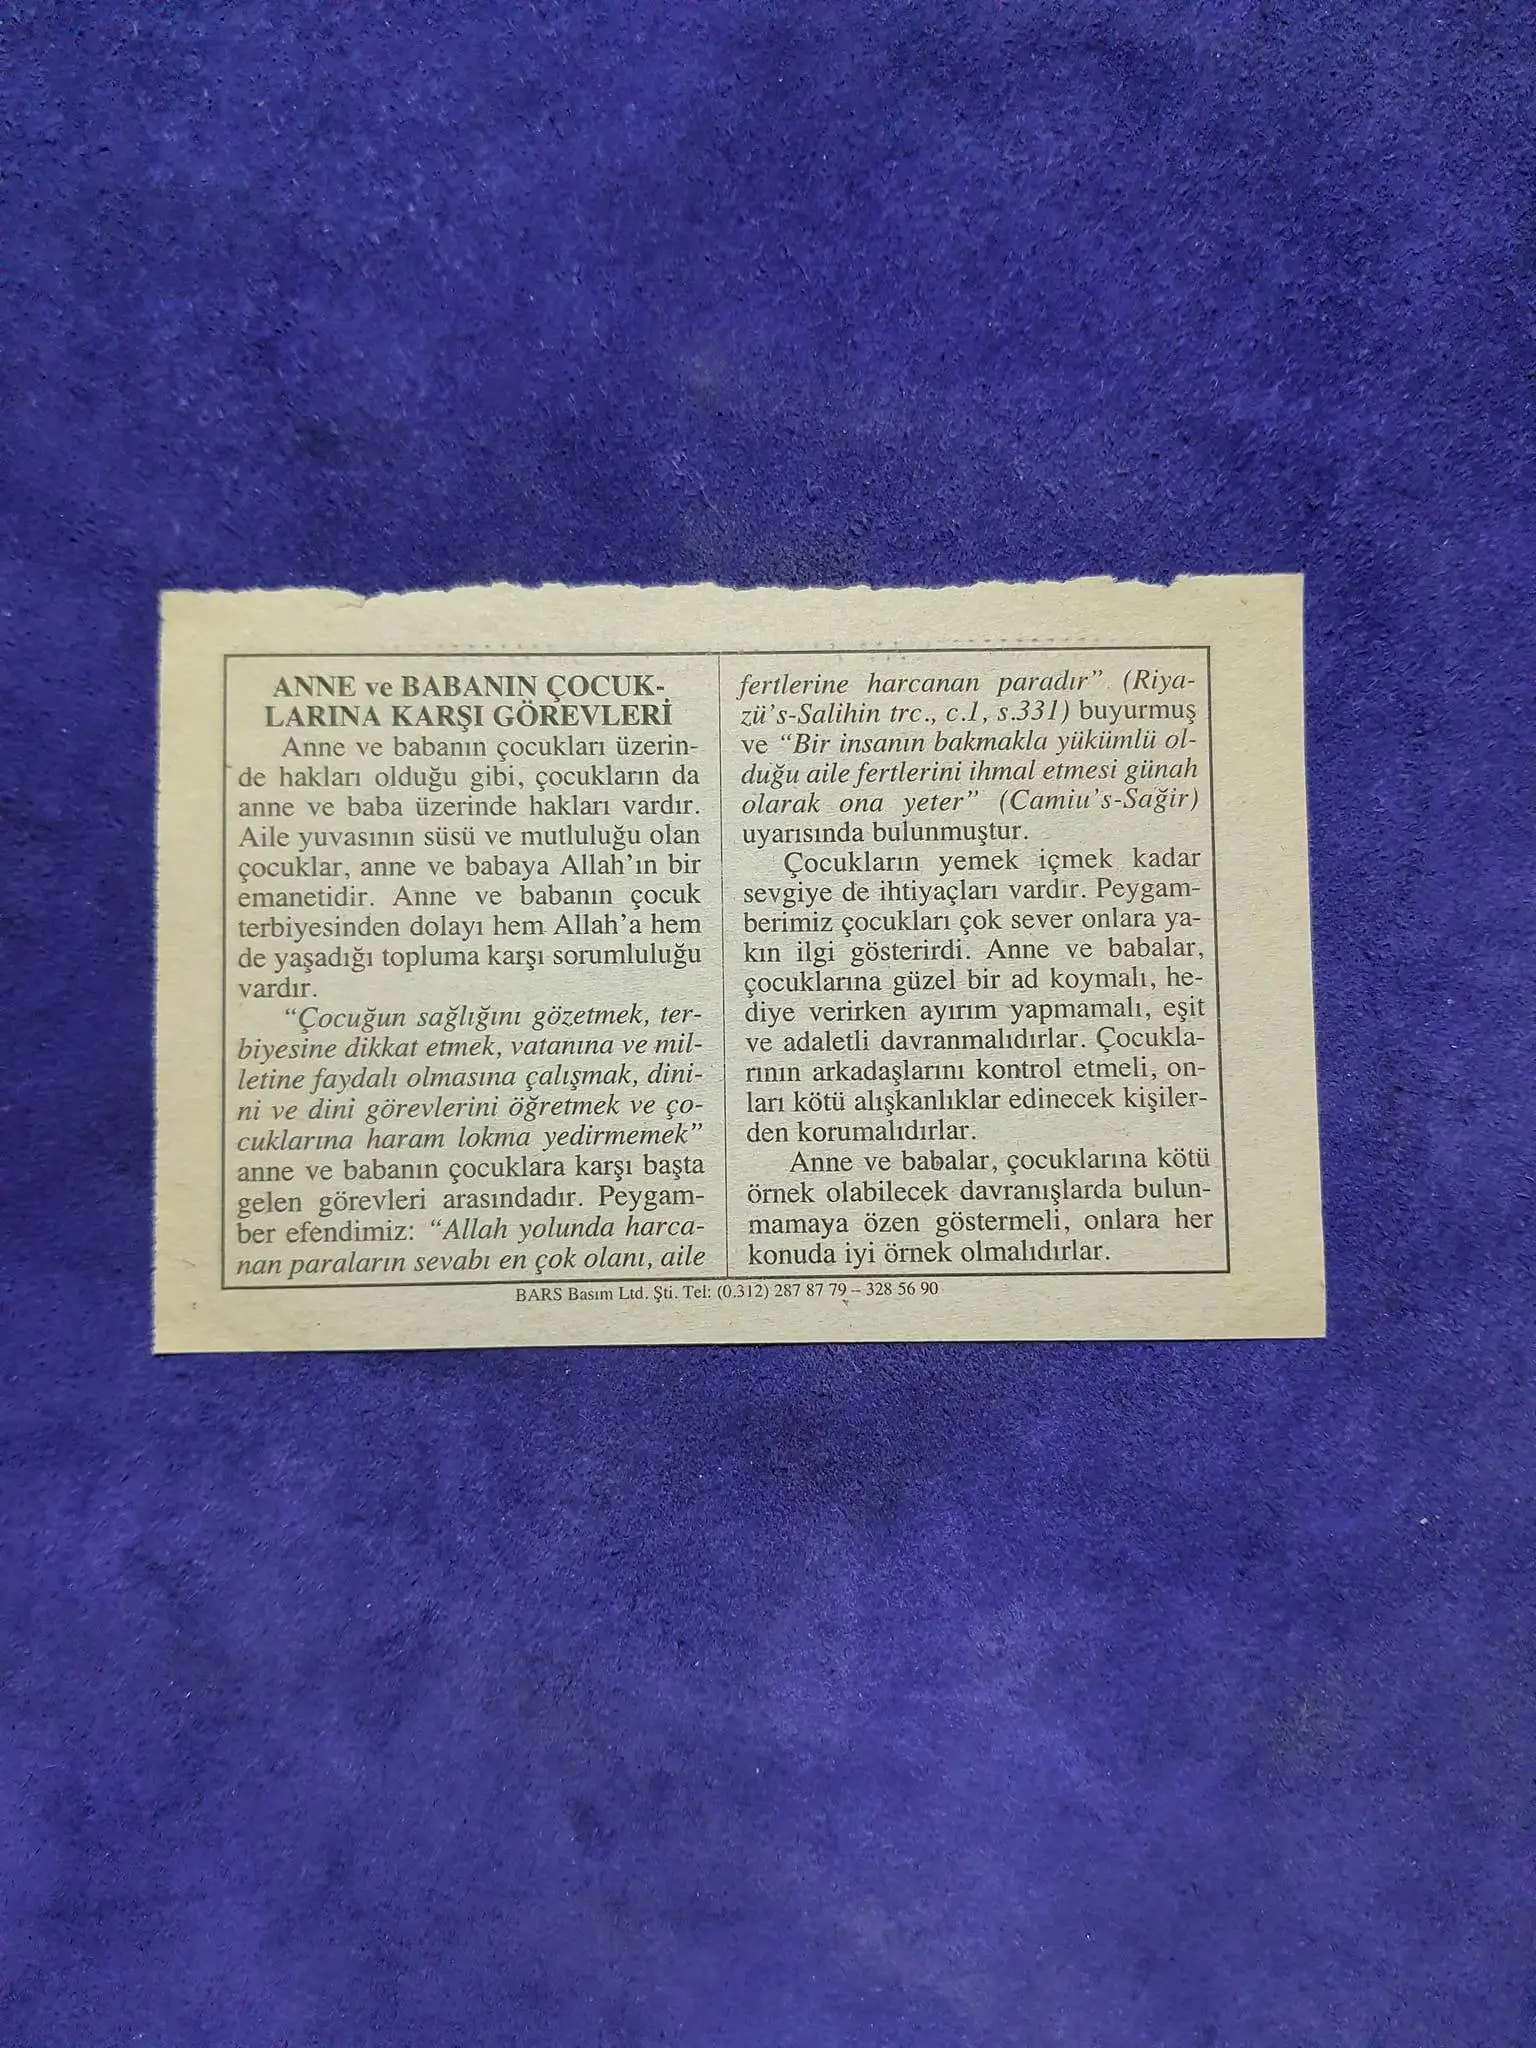 ANNE ve BABANIN ÇOCUK-
LARINA KARŞI GÖREVLERİ
Anne ve babanın çocukları üzerin-
de hakları olduğu gibi, çocukların da
anne ve baba üzerinde hakları vardır.
Aile yuvasının süsü ve mutluluğu olan
çocuklar, anne ve babaya Allah’ın bir
emanetidir. Anne ve babanın çocuk
terbiyesinden dolayı hem Allah’a hem
de yaşadığı topluma karşı sorumluluğu
vardır.
“Çocuğun sağlığını gözetmek, ter-
biyesine dikkat etmek, vatanına ve mil-
letine faydalı olmasına çalışmak, dini-
ni ve dini görevlerini öğretmek ve ço-
cuklarına haram lokma yedirmemek”
anne ve babanın çocuklara karşı başta
gelen görevleri arasındadır. Peygam-
ber efendimiz: “Allah yolunda harca-
nan paraların sevabı en çok olanı, aile
fertlerine harcanan paradır” (Riya-
zü’s-Salihin trc., c.1, s.331) buyurmuş
ve “Bir insanın bakmakla yükümlü ol-
duğu aile fertlerini ihmal etmesi günah
olarak ona yeter” (Camiu’s-Sağir)
uyarısında bulunmuştur.
Çocukların yemek içmek kadar
sevgiye de ihtiyaçları vardır. Peygam-
berimiz çocukları çok sever onlara ya-
kın ilgi gösterirdi. Anne ve babalar,
çocuklarına güzel bir ad koymalı, he-
diye verirken ayırım yapmamalı, eşit
ve adaletli davranmalıdırlar. Çocukla-
rının arkadaşlarını kontrol etmeli, on-
ları kötü alışkanlıklar edinecek kişiler-
den korumalıdırlar.
Anne ve babalar, çocuklarına kötü
örnek olabilecek davranışlarda bulun-
mamaya özen göstermeli, onlara her
konuda iyi örnek olmalıdırlar.
BARS Basım Ltd. Şti. Tel: (0.312) 287 87 79 – 328 56 90